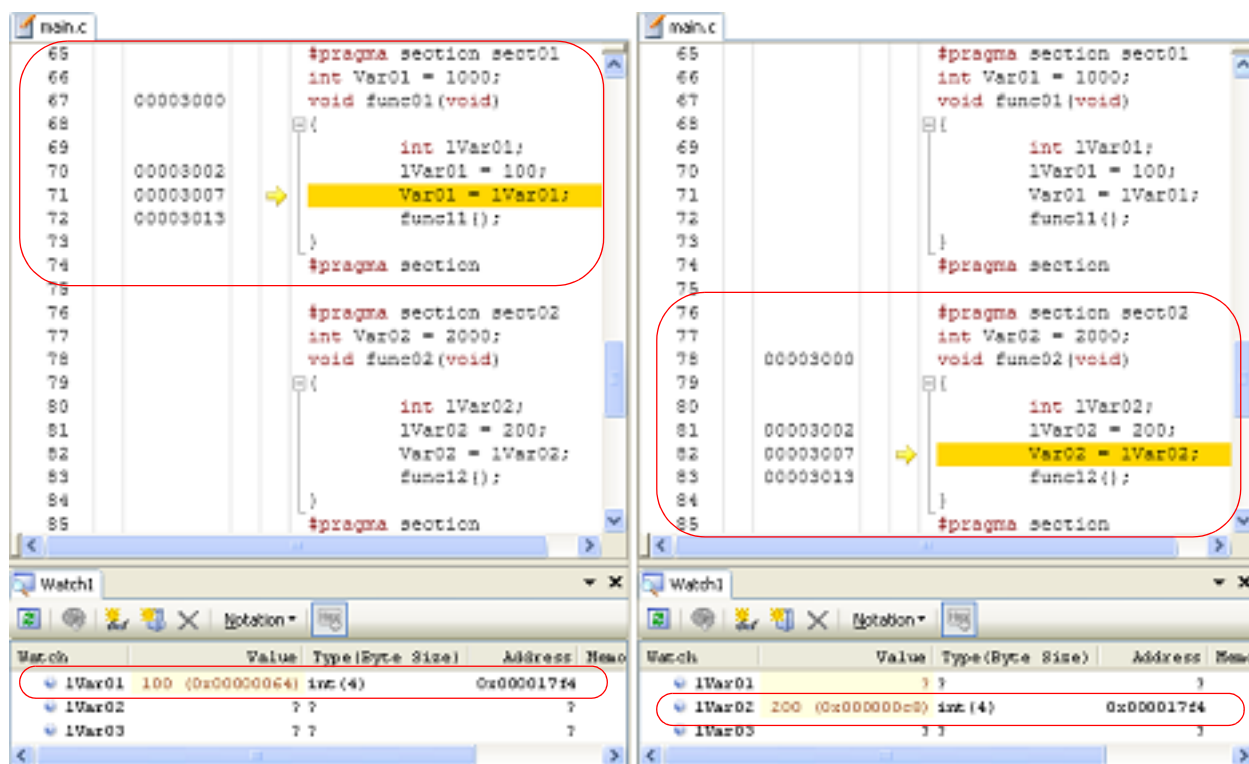 main.c
65 #pragma section sect01
66 int Var01 = 1000;
67 00003000 void func01(void)
68 {
69 int lVar01;
70 00003002 lVar01 = 100;
71 00003007 Var01 = lVar01;
72 00003013 func11();
73 }
74 #pragma section
75
76 #pragma section sect02
77 int Var02 = 2000;
78 void func02(void)
79 {
80 int lVar02;
81 lVar02 = 200;
82 Var02 = lVar02;
83 func12();
84 }
85 #pragma section
Watch1
Notation
Hex
Watch Value Type(Byte Size) Address Memo
lVar01 100 (0x00000064) int(4) 0x000017f4
lVar02 ? ? ?
lVar03 ? ? ?
main.c
65 #pragma section sect01
66 int Var01 = 1000;
67 void func01(void)
68 {
69 int lVar01;
70 lVar01 = 100;
71 Var01 = lVar01;
72 func11();
73 }
74 #pragma section
75
76 #pragma section sect02
77 int Var02 = 2000;
78 00003000 void func02(void)
79 {
80 int lVar02;
81 00003002 lVar02 = 200;
82 00003007 Var02 = lVar02;
83 00003013 func12();
84 }
85 #pragma section
Watch1
Notation
Hex
Watch Value Type(Byte Size) Address Memo
lVar01 ? ? ?
lVar02 200 (0x000000c8) int(4) 0x000017f4
lVar03 ? ? ?